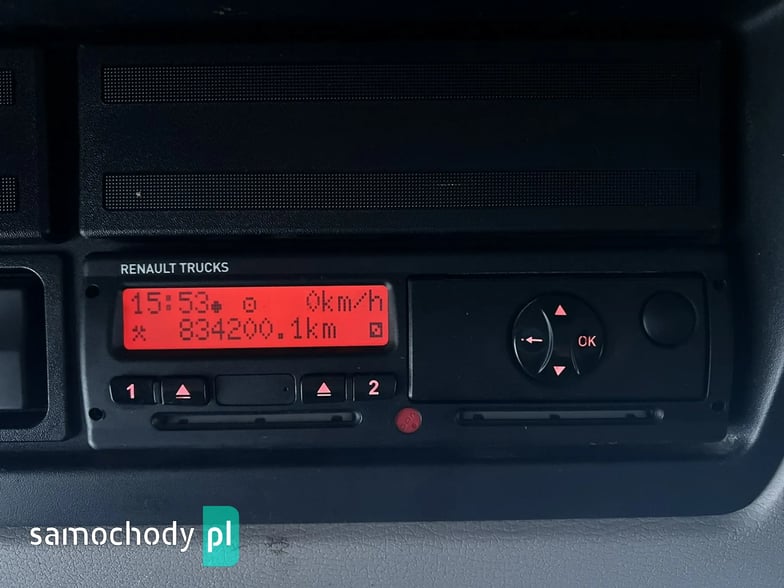 RENAULT TRUCKS
15:53 0km/h
834200.1km
1 2
OK
samochody pl